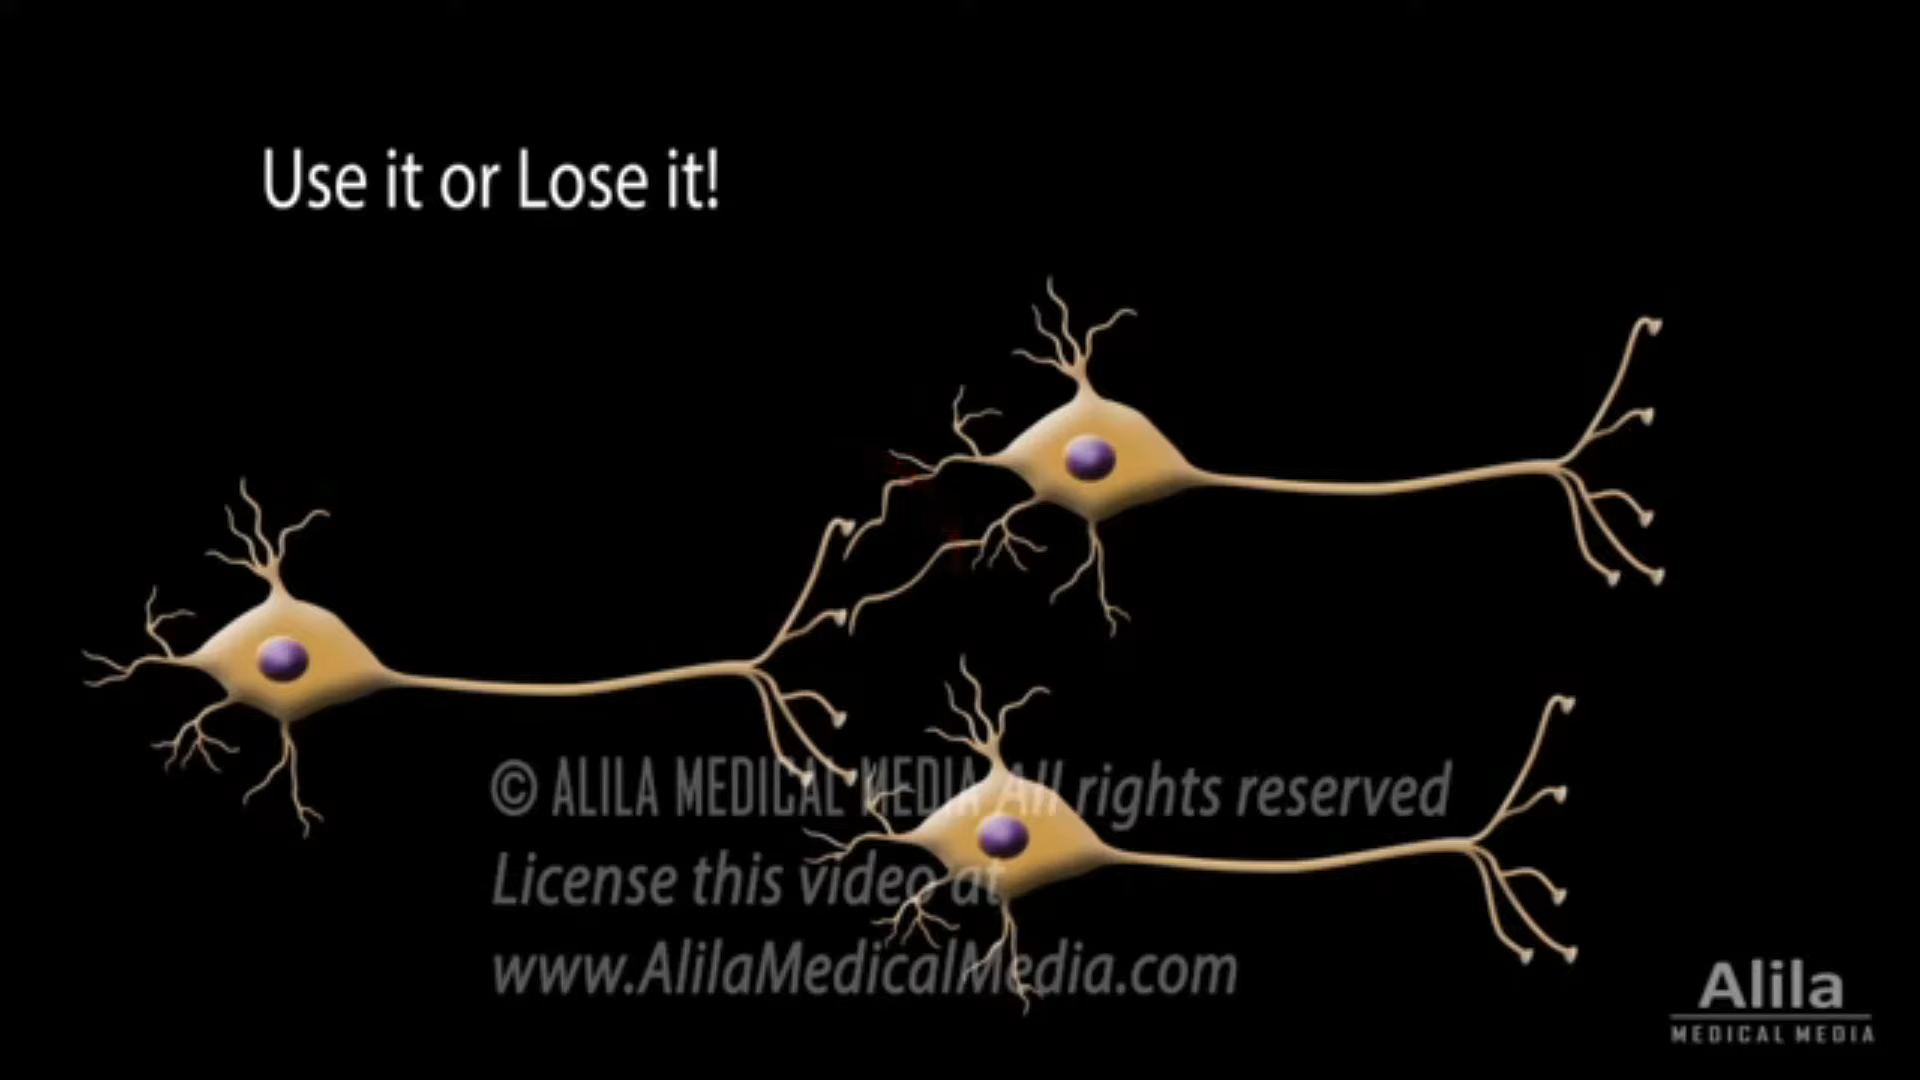 Use it or Lose it!
© ALILA MEDICAL MEDIA All rights reserved
License this video at
www.AlilaMedicalMedia.com
Alila
MEDICAL MEDIA